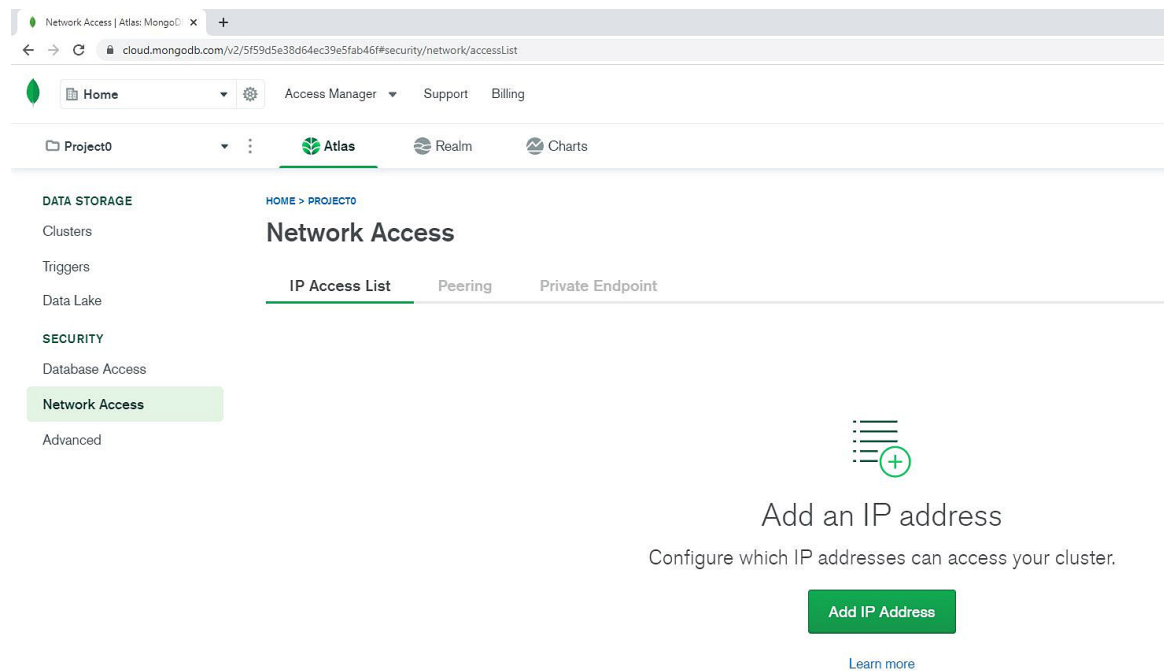 Network Access | Atlas: MongoD
cloud.mongodb.com/v2/5f59d5e38d64ec39e5fab46f#security/network/accessList
Home Access Manager Support Billing
Project0 Atlas Realm Charts
DATA STORAGE
Clusters
Triggers
Data Lake
SECURITY
Database Access
Network Access
Advanced
HOME > PROJECT0
Network Access
IP Access List Peering Private Endpoint
Add an IP address
Configure which IP addresses can access your cluster.
Add IP Address
Learn more